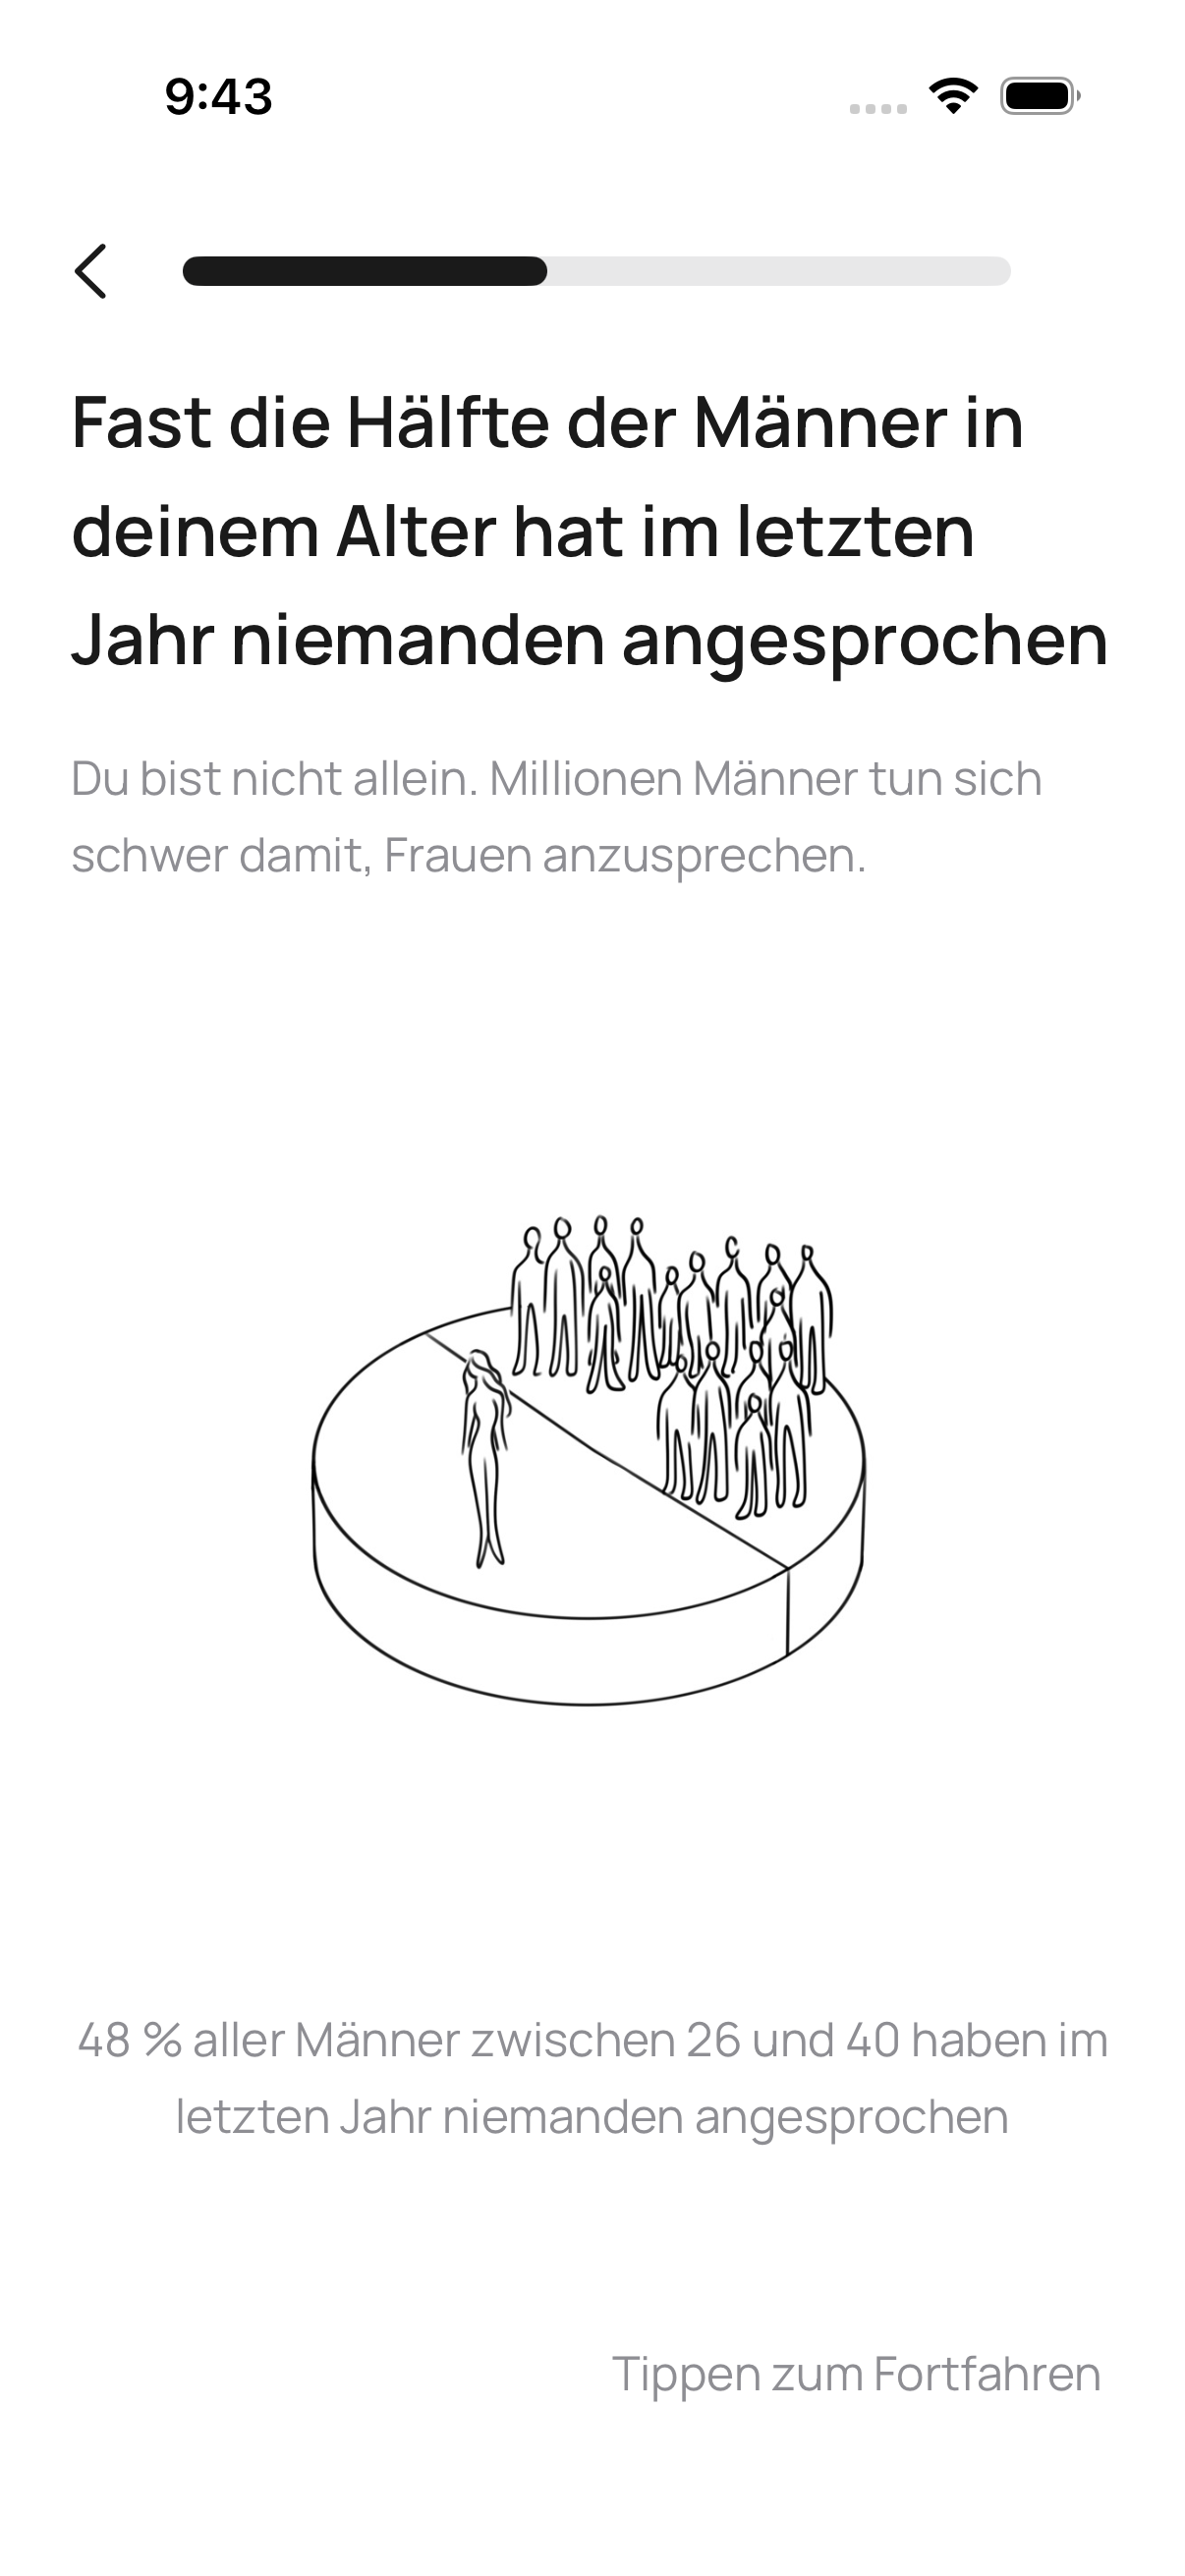 9:43
Fast die Hälfte der Männer in
deinem Alter hat im letzten
Jahr niemanden angesprochen
Du bist nicht allein. Millionen Männer tun sich
schwer damit, Frauen anzusprechen.
48 % aller Männer zwischen 26 und 40 haben im
letzten Jahr niemanden angesprochen
Tippen zum Fortfahren